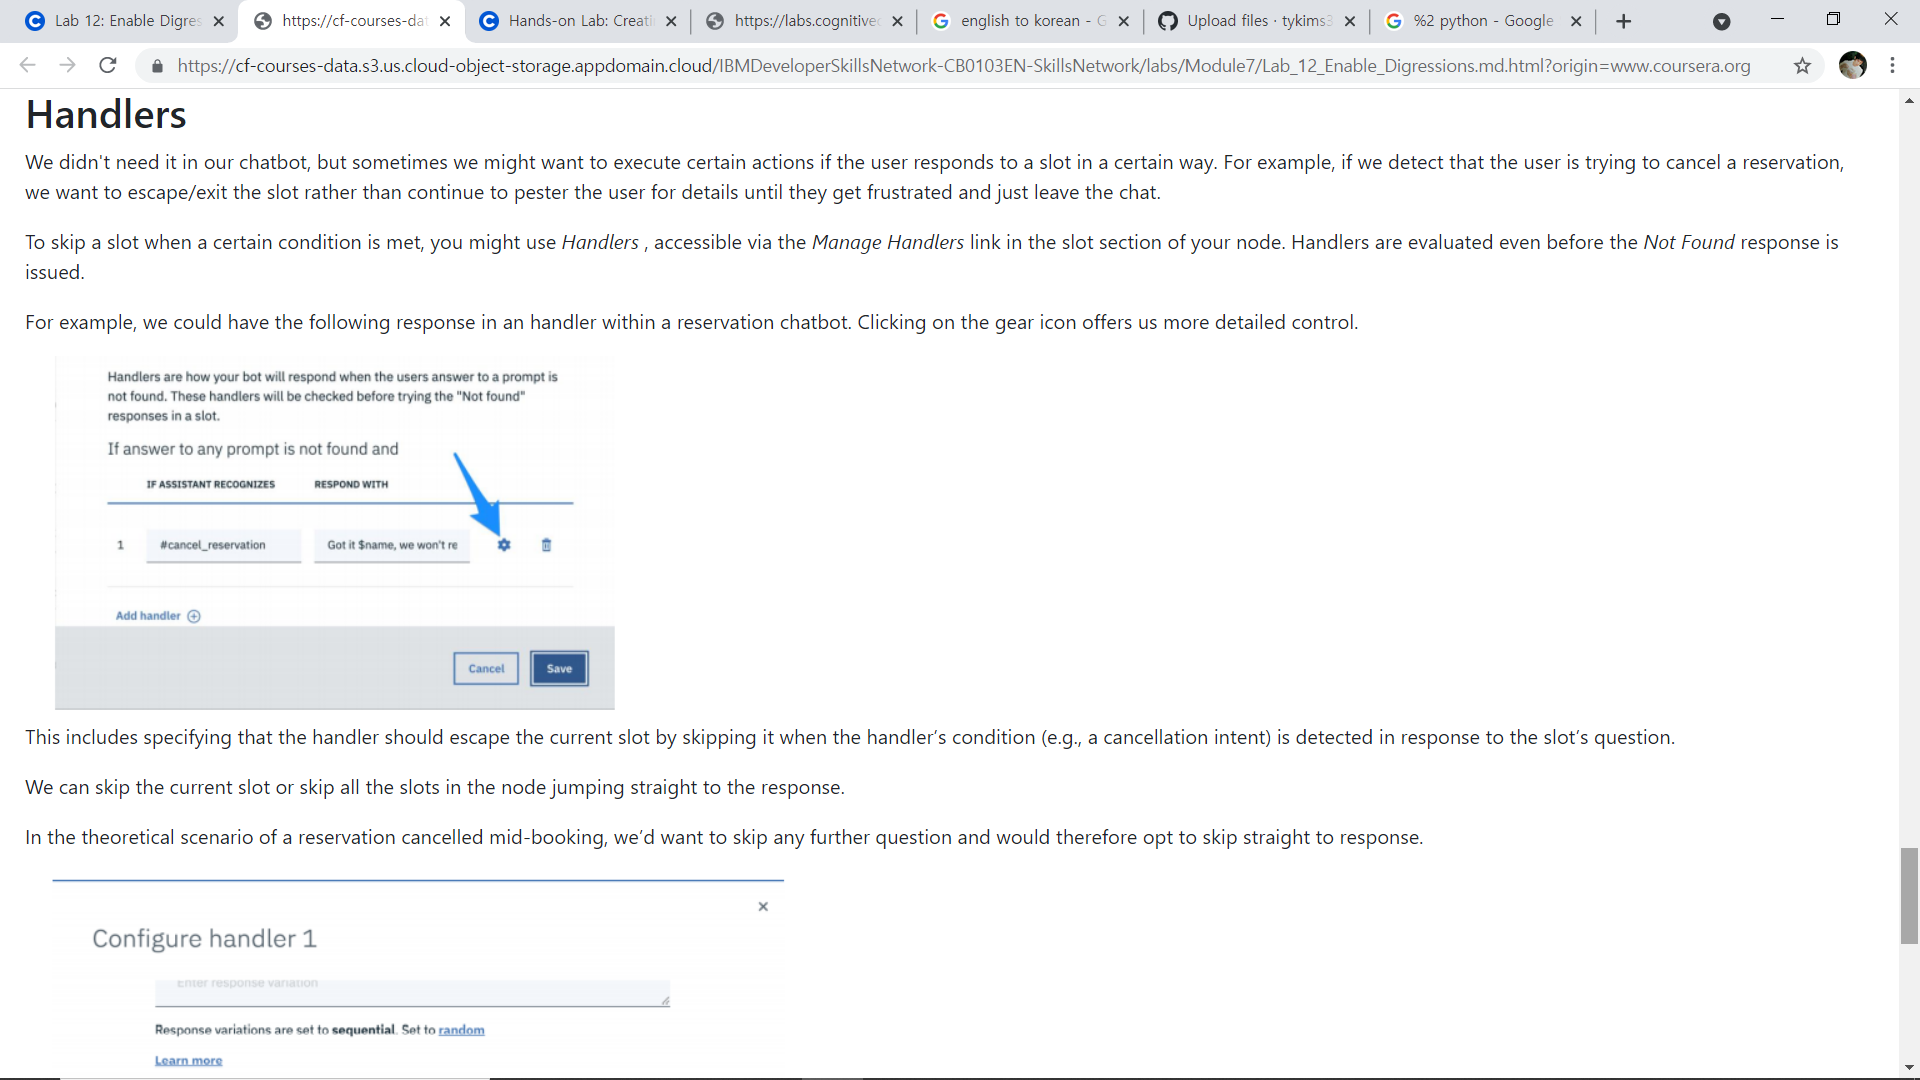 Lab 12: Enable Digres
https://cf-courses-dat
Hands-on Lab: Creati
https://labs.cognitivec
english to korean - G
Upload files · tykims3
%2 python - Google
https://cf-courses-data.s3.us.cloud-object-storage.appdomain.cloud/IBMDeveloperSkillsNetwork-CB0103EN-SkillsNetwork/labs/Module7/Lab_12_Enable_Digressions.md.html?origin=www.coursera.org
Handlers
We didn't need it in our chatbot, but sometimes we might want to execute certain actions if the user responds to a slot in a certain way. For example, if we detect that the user is trying to cancel a reservation,
we want to escape/exit the slot rather than continue to pester the user for details until they get frustrated and just leave the chat.
To skip a slot when a certain condition is met, you might use Handlers , accessible via the Manage Handlers link in the slot section of your node. Handlers are evaluated even before the Not Found response is
issued.
For example, we could have the following response in an handler within a reservation chatbot. Clicking on the gear icon offers us more detailed control.
Handlers are how your bot will respond when the users answer to a prompt is
not found. These handlers will be checked before trying the "Not found"
responses in a slot.
If answer to any prompt is not found and
IF ASSISTANT RECOGNIZES RESPOND WITH
1 #cancel_reservation Got it $name, we won't re
Add handler
Cancel Save
This includes specifying that the handler should escape the current slot by skipping it when the handler’s condition (e.g., a cancellation intent) is detected in response to the slot’s question.
We can skip the current slot or skip all the slots in the node jumping straight to the response.
In the theoretical scenario of a reservation cancelled mid-booking, we’d want to skip any further question and would therefore opt to skip straight to response.
Configure handler 1
Enter response variation
Response variations are set to sequential. Set to random
Learn more